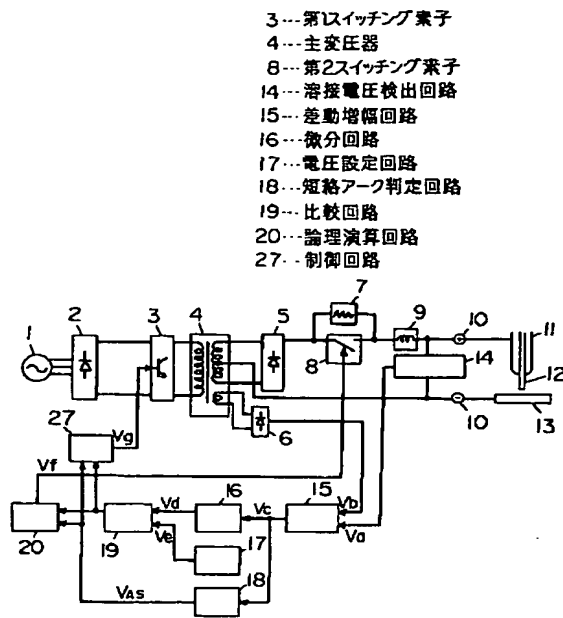 3---第1スイッチング素子
4---主変圧器
8---第2スイッチング素子
14---溶接電圧検出回路
15---差動増幅回路
16---微分回路
17---電圧設定回路
18---短絡アーク判定回路
19---比較回路
20---論理演算回路
27---制御回路
7
1 2 3 4 5 9 10 11
8 14 12
10 13
6
27 Vg
Vf Vb
16 15
Vd Vc
Ve Va
20 19 17
18
VAS